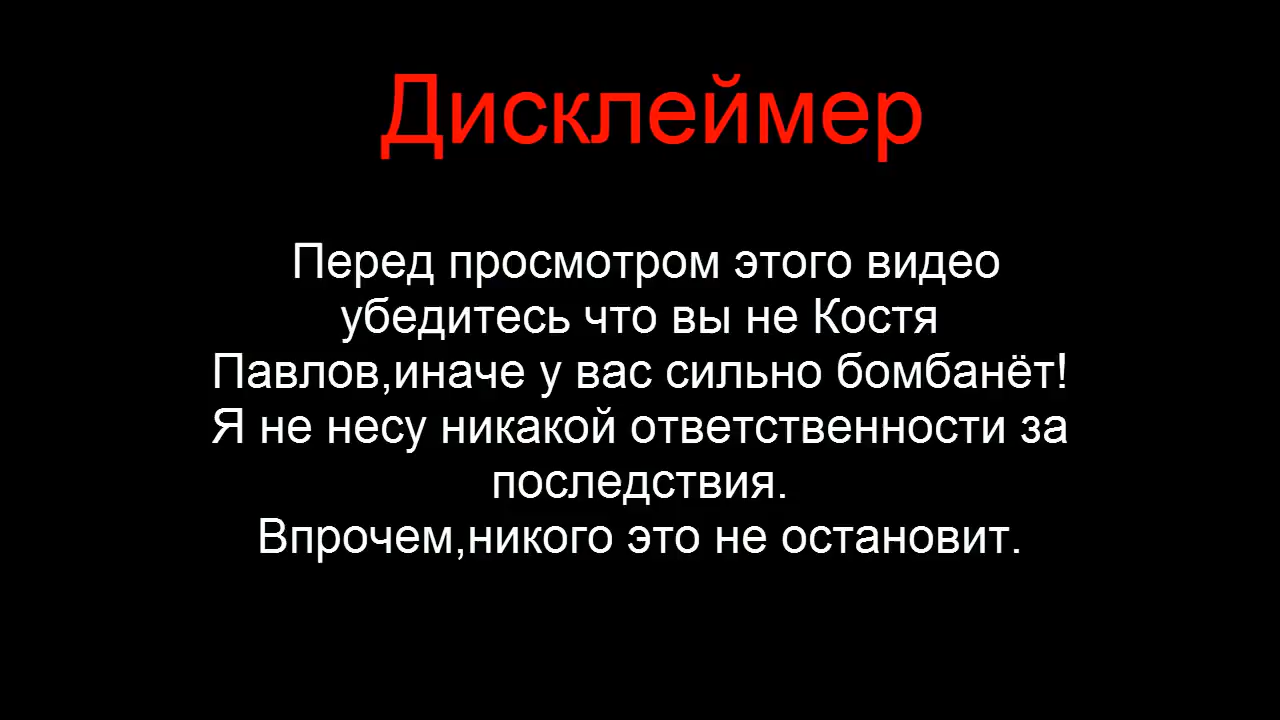 Дисклеймер
Перед просмотром этого видео
убедитесь что вы не Костя
Павлов,иначе у вас сильно бомбанёт!
Я не несу никакой ответственности за
последствия.
Впрочем,никого это не остановит.